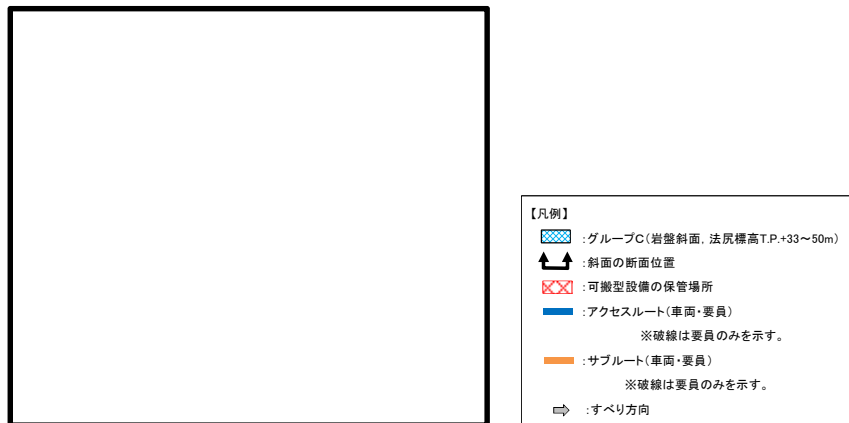 【凡例】
:グループC(岩盤斜面, 法尻標高T.P.+33～50m)
:斜面の断面位置
:可搬型設備の保管場所
:アクセスルート(車両・要員)
※破線は要員のみを示す。
:サブルート(車両・要員)
※破線は要員のみを示す。
:すべり方向